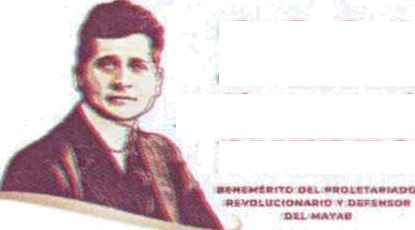 BENEMÉRITO DEL PROLETARIADO
REVOLUCIONARIO Y DEFENSOR
DEL MAYAB